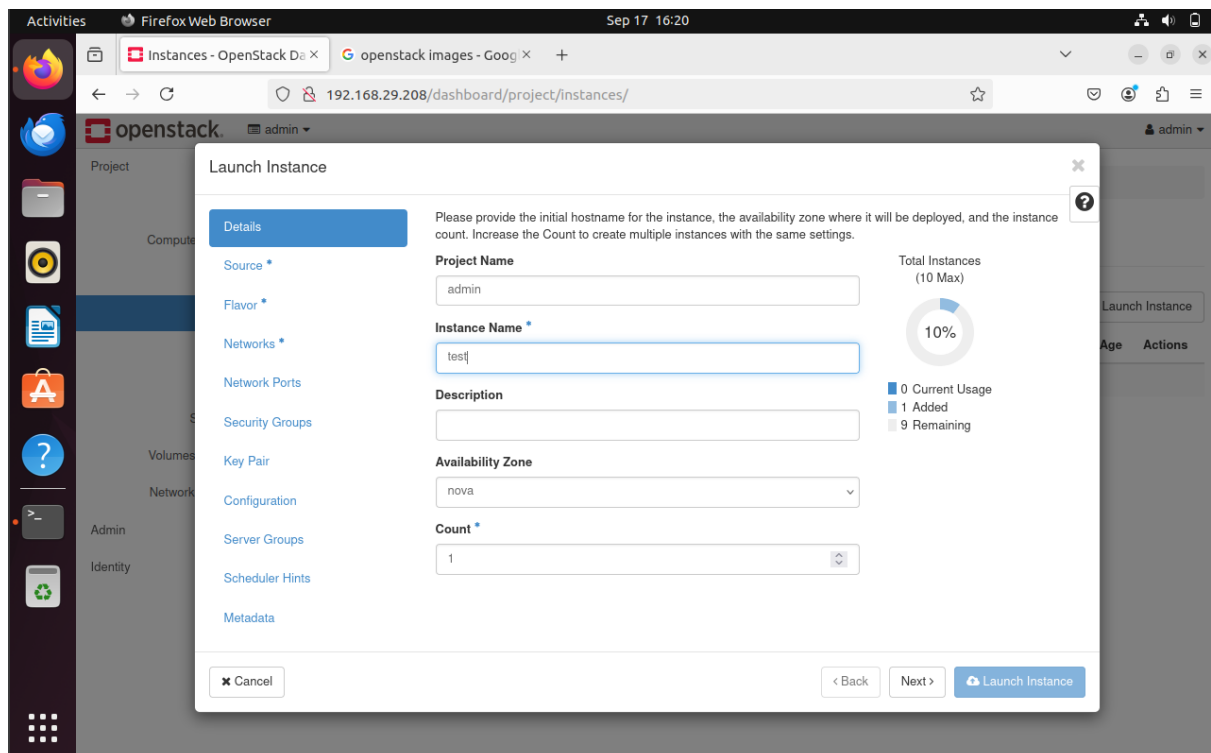 Activities
Firefox Web Browser
Sep 17 16:20
Instances - OpenStack Da
openstack images - Goog
192.168.29.208/dashboard/project/instances/
openstack.
admin
admin
Project
Compute
Volumes
Network
Admin
Identity
Launch Instance
Age
Actions
Launch Instance
Details
Source *
Flavor *
Networks *
Network Ports
Security Groups
Key Pair
Configuration
Server Groups
Scheduler Hints
Metadata
Please provide the initial hostname for the instance, the availability zone where it will be deployed, and the instance
count. Increase the Count to create multiple instances with the same settings.
Project Name
admin
Instance Name *
test
Description
Availability Zone
nova
Count *
1
Total Instances
(10 Max)
10%
0 Current Usage
1 Added
9 Remaining
Cancel
< Back
Next >
Launch Instance